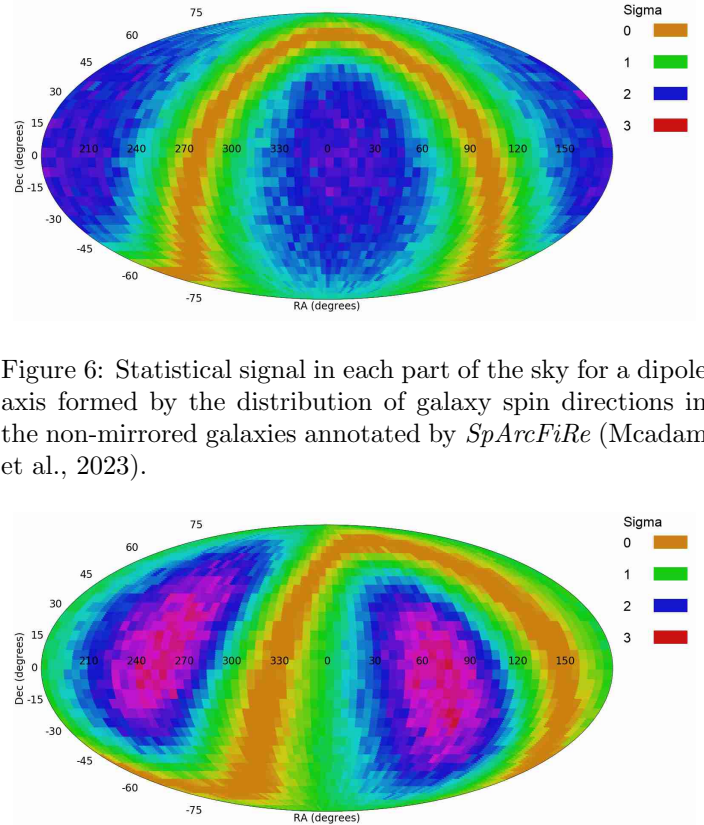 Sigma
0
1
2
3
75
60
45
30
15
0
-15
-30
-45
-60
-75
Dec (degrees)
210 240 270 300 330 0 30 60 90 120 150
RA (degrees)
Figure 6: Statistical signal in each part of the sky for a dipole
axis formed by the distribution of galaxy spin directions in
the non-mirrored galaxies annotated by SpArcFiRe (Mcadam
et al., 2023).
Sigma
0
1
2
3
75
60
45
30
15
0
-15
-30
-45
-60
-75
Dec (degrees)
210 240 270 300 330 0 30 60 90 120 150
RA (degrees)